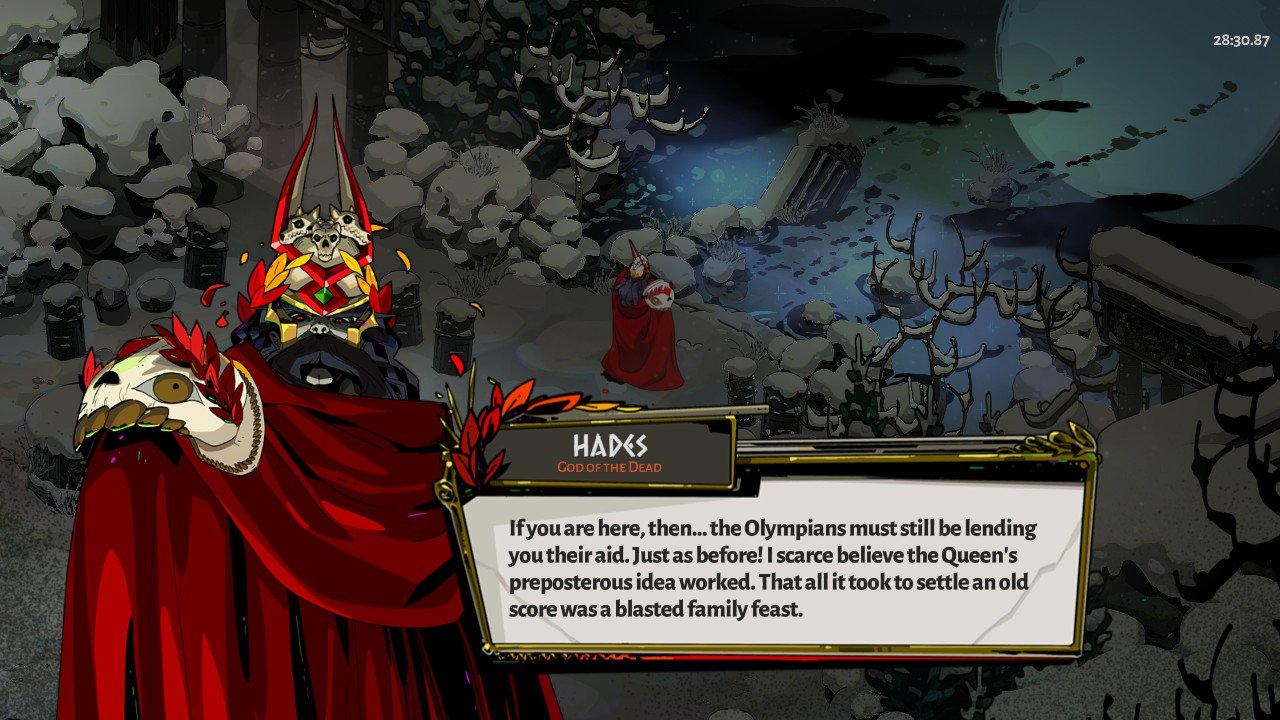 28:30.87
HADES
GOD OF THE DEAD
If you are here, then... the Olympians must still be lending
you their aid. Just as before! I scarce believe the Queen's
preposterous idea worked. That all it took to settle an old
score was a blasted family feast.